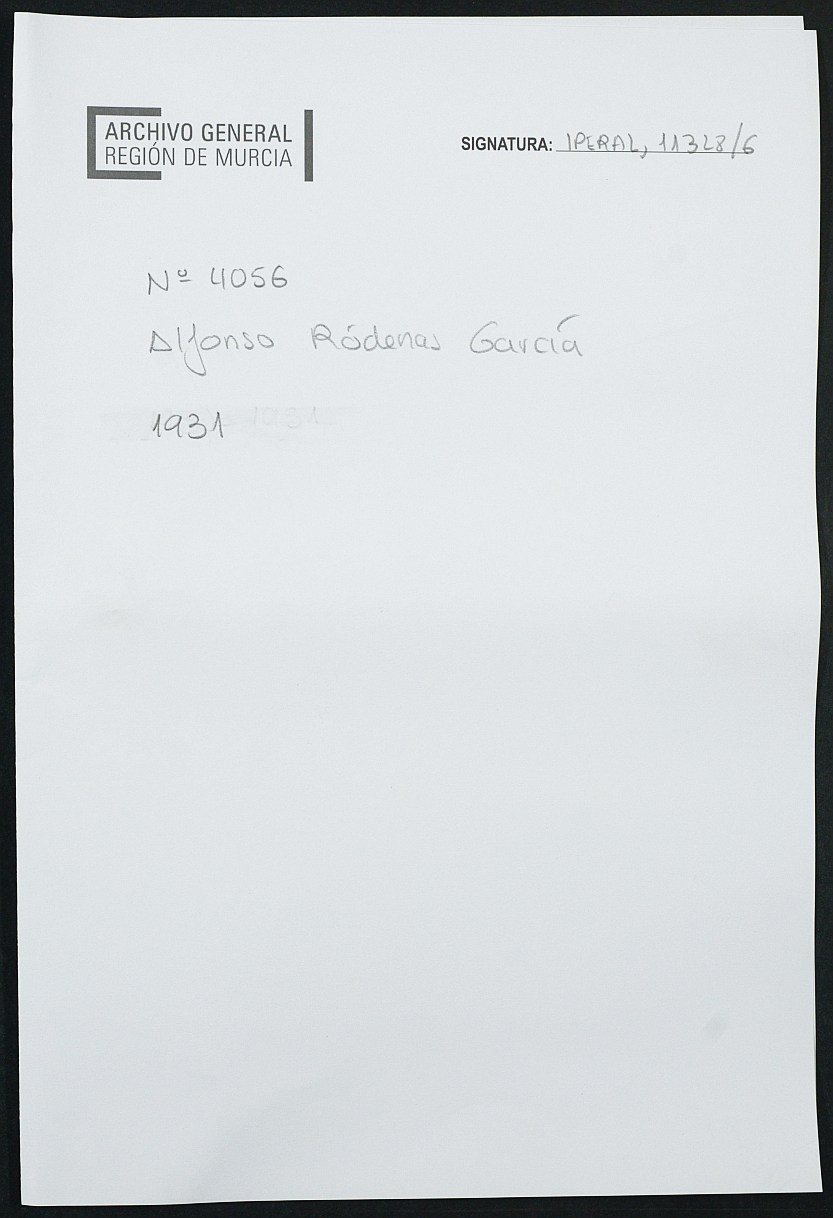 ARCHIVO GENERAL
REGIÓN DE MURCIA
SIGNATURA: IPERAL, 11328/6
Nº 4056
Alfonso Ródenas García
1931